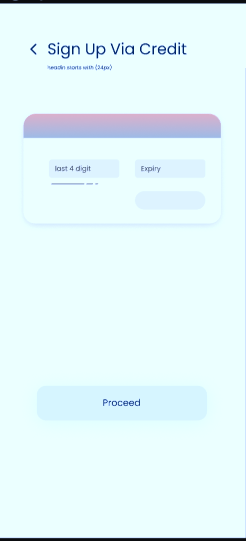 Sign Up Via Credit
headin starts with (24px)
last 4 digit
Expiry
Proceed